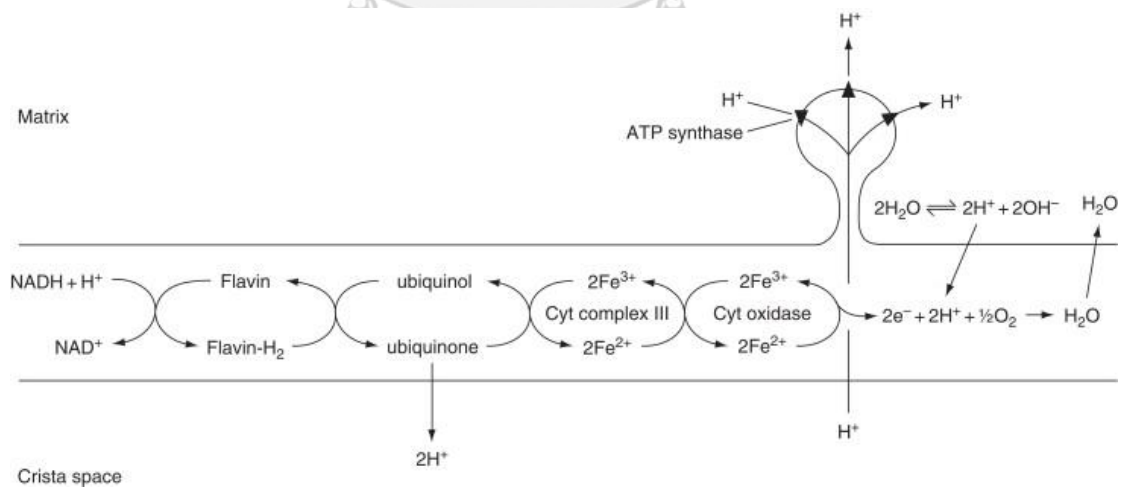 H⁺
Matrix
H⁺
H⁺
ATP synthase
2H₂O ⇌ 2H⁺ + 2OH⁻
H₂O
NADH + H⁺
Flavin
ubiquinol
2Fe³⁺
2Fe³⁺
Cyt complex III
Cyt oxidase
2e⁻ + 2H⁺ + ½O₂ → H₂O
NAD⁺
Flavin-H₂
ubiquinone
2Fe²⁺
2Fe²⁺
H⁺
2H⁺
Crista space